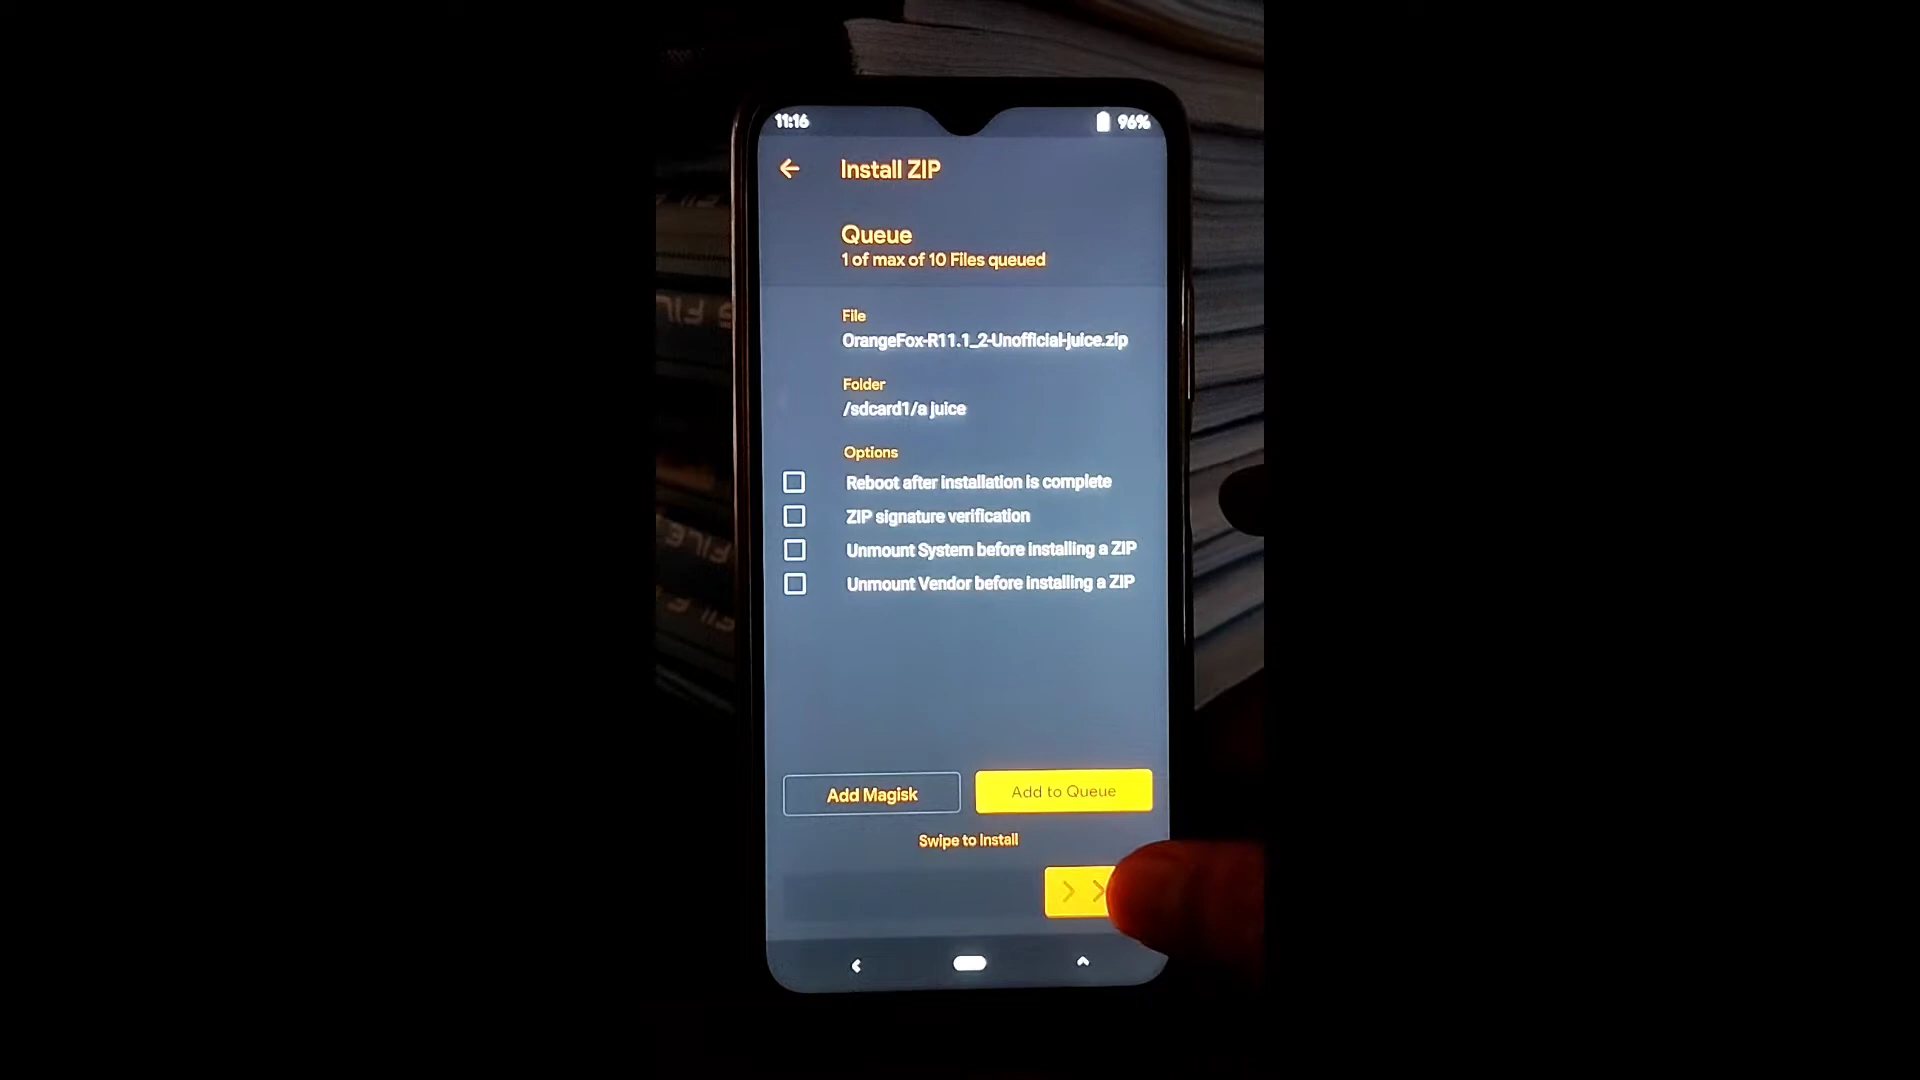 11:16
96%
Install ZIP
Queue
1 of max of 10 Files queued
File
OrangeFox-R11.1_2-Unofficial-juice.zip
Folder
/sdcard1/a juice
Options
Reboot after installation is complete
ZIP signature verification
Unmount System before installing a ZIP
Unmount Vendor before installing a ZIP
Add Magisk
Add to Queue
Swipe to Install